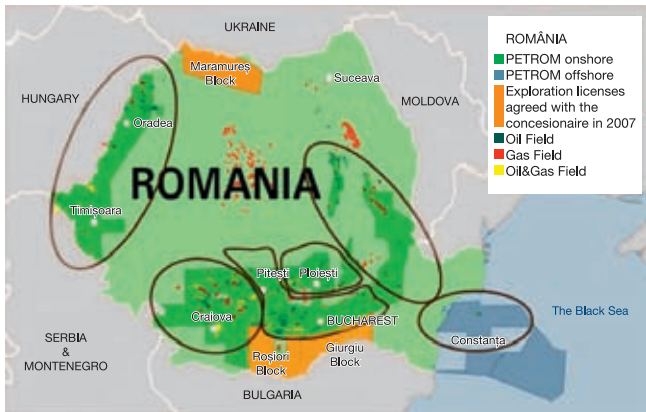 UKRAINE
ROMÂNIA
PETROM onshore
PETROM offshore
Exploration licenses
agreed with the
concesionaire in 2007
Oil Field
Gas Field
Oil&Gas Field
Maramureș
Block
Suceava
HUNGARY
MOLDOVA
Oradea
ROMANIA
Timișoara
Pitești
Ploiești
Craiova
BUCHAREST
The Black Sea
Constanța
SERBIA
&
MONTENEGRO
Roșiori
Block
Giurgiu
Block
BULGARIA